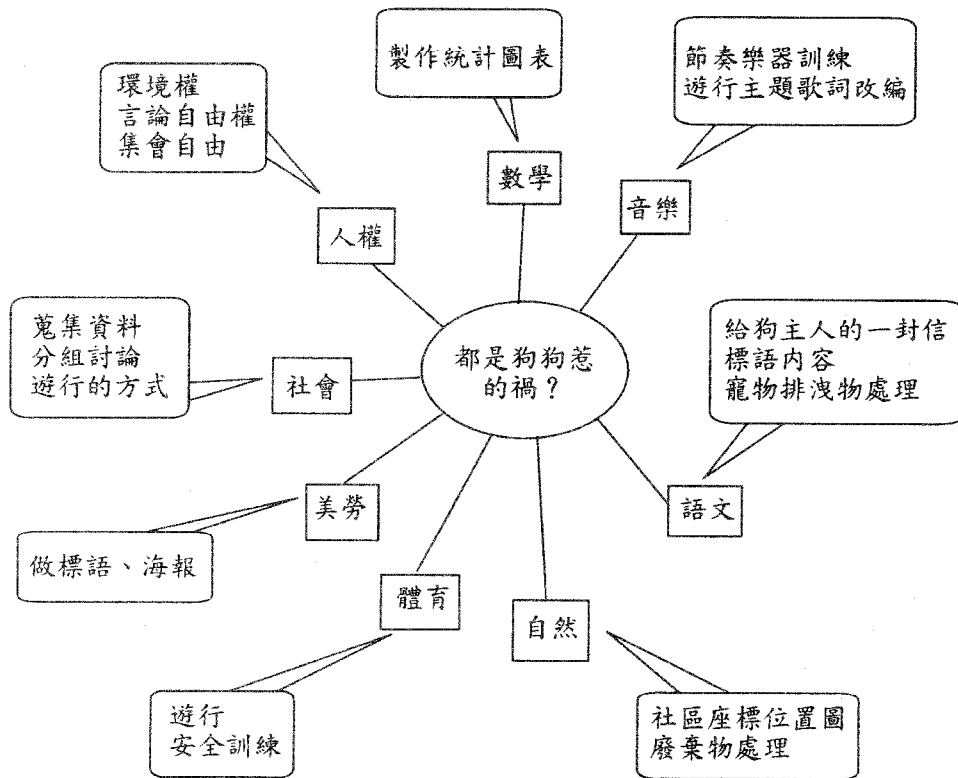 製作統計圖表
節奏樂器訓練
遊行主題歌詞改編
環境權
言論自由權
集會自由
數學
音樂
人權
蒐集資料
分組討論
遊行的方式
社會
都是狗狗惹
的禍？
給狗主人的一封信
標語內容
寵物排洩物處理
美勞
語文
做標語、海報
體育
自然
遊行
安全訓練
社區座標位置圖
廢棄物處理